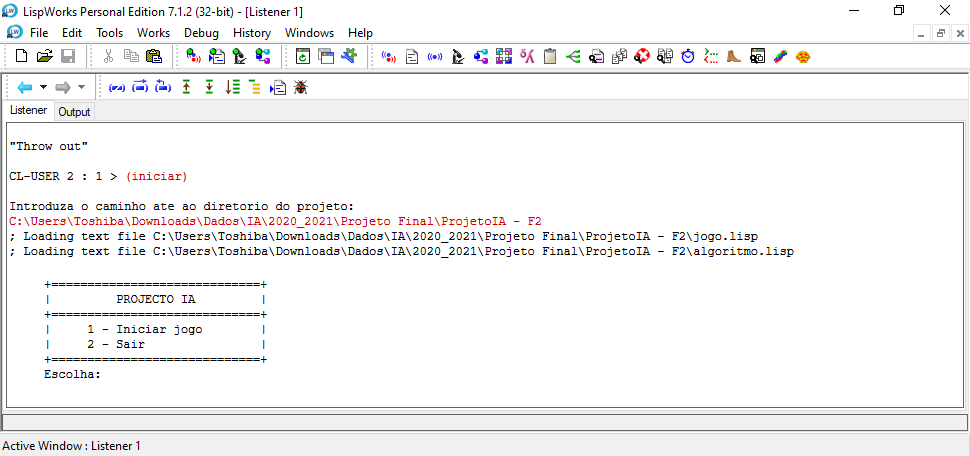 LispWorks Personal Edition 7.1.2 (32-bit) - [Listener 1]
File Edit Tools Works Debug History Windows Help
Listener Output
"Throw out"
CL-USER 2 : 1 > (iniciar)
Introduza o caminho ate ao diretorio do projeto:
C:\Users\Toshiba\Downloads\Dados\IA\2020_2021\Projeto Final\ProjetoIA - F2
; Loading text file C:\Users\Toshiba\Downloads\Dados\IA\2020_2021\Projeto Final\ProjetoIA - F2\jogo.lisp
; Loading text file C:\Users\Toshiba\Downloads\Dados\IA\2020_2021\Projeto Final\ProjetoIA - F2\algoritmo.lisp
+=============================+
| PROJECTO IA |
+=============================+
| 1 - Iniciar jogo |
| 2 - Sair |
+=============================+
Escolha:
Active Window : Listener 1